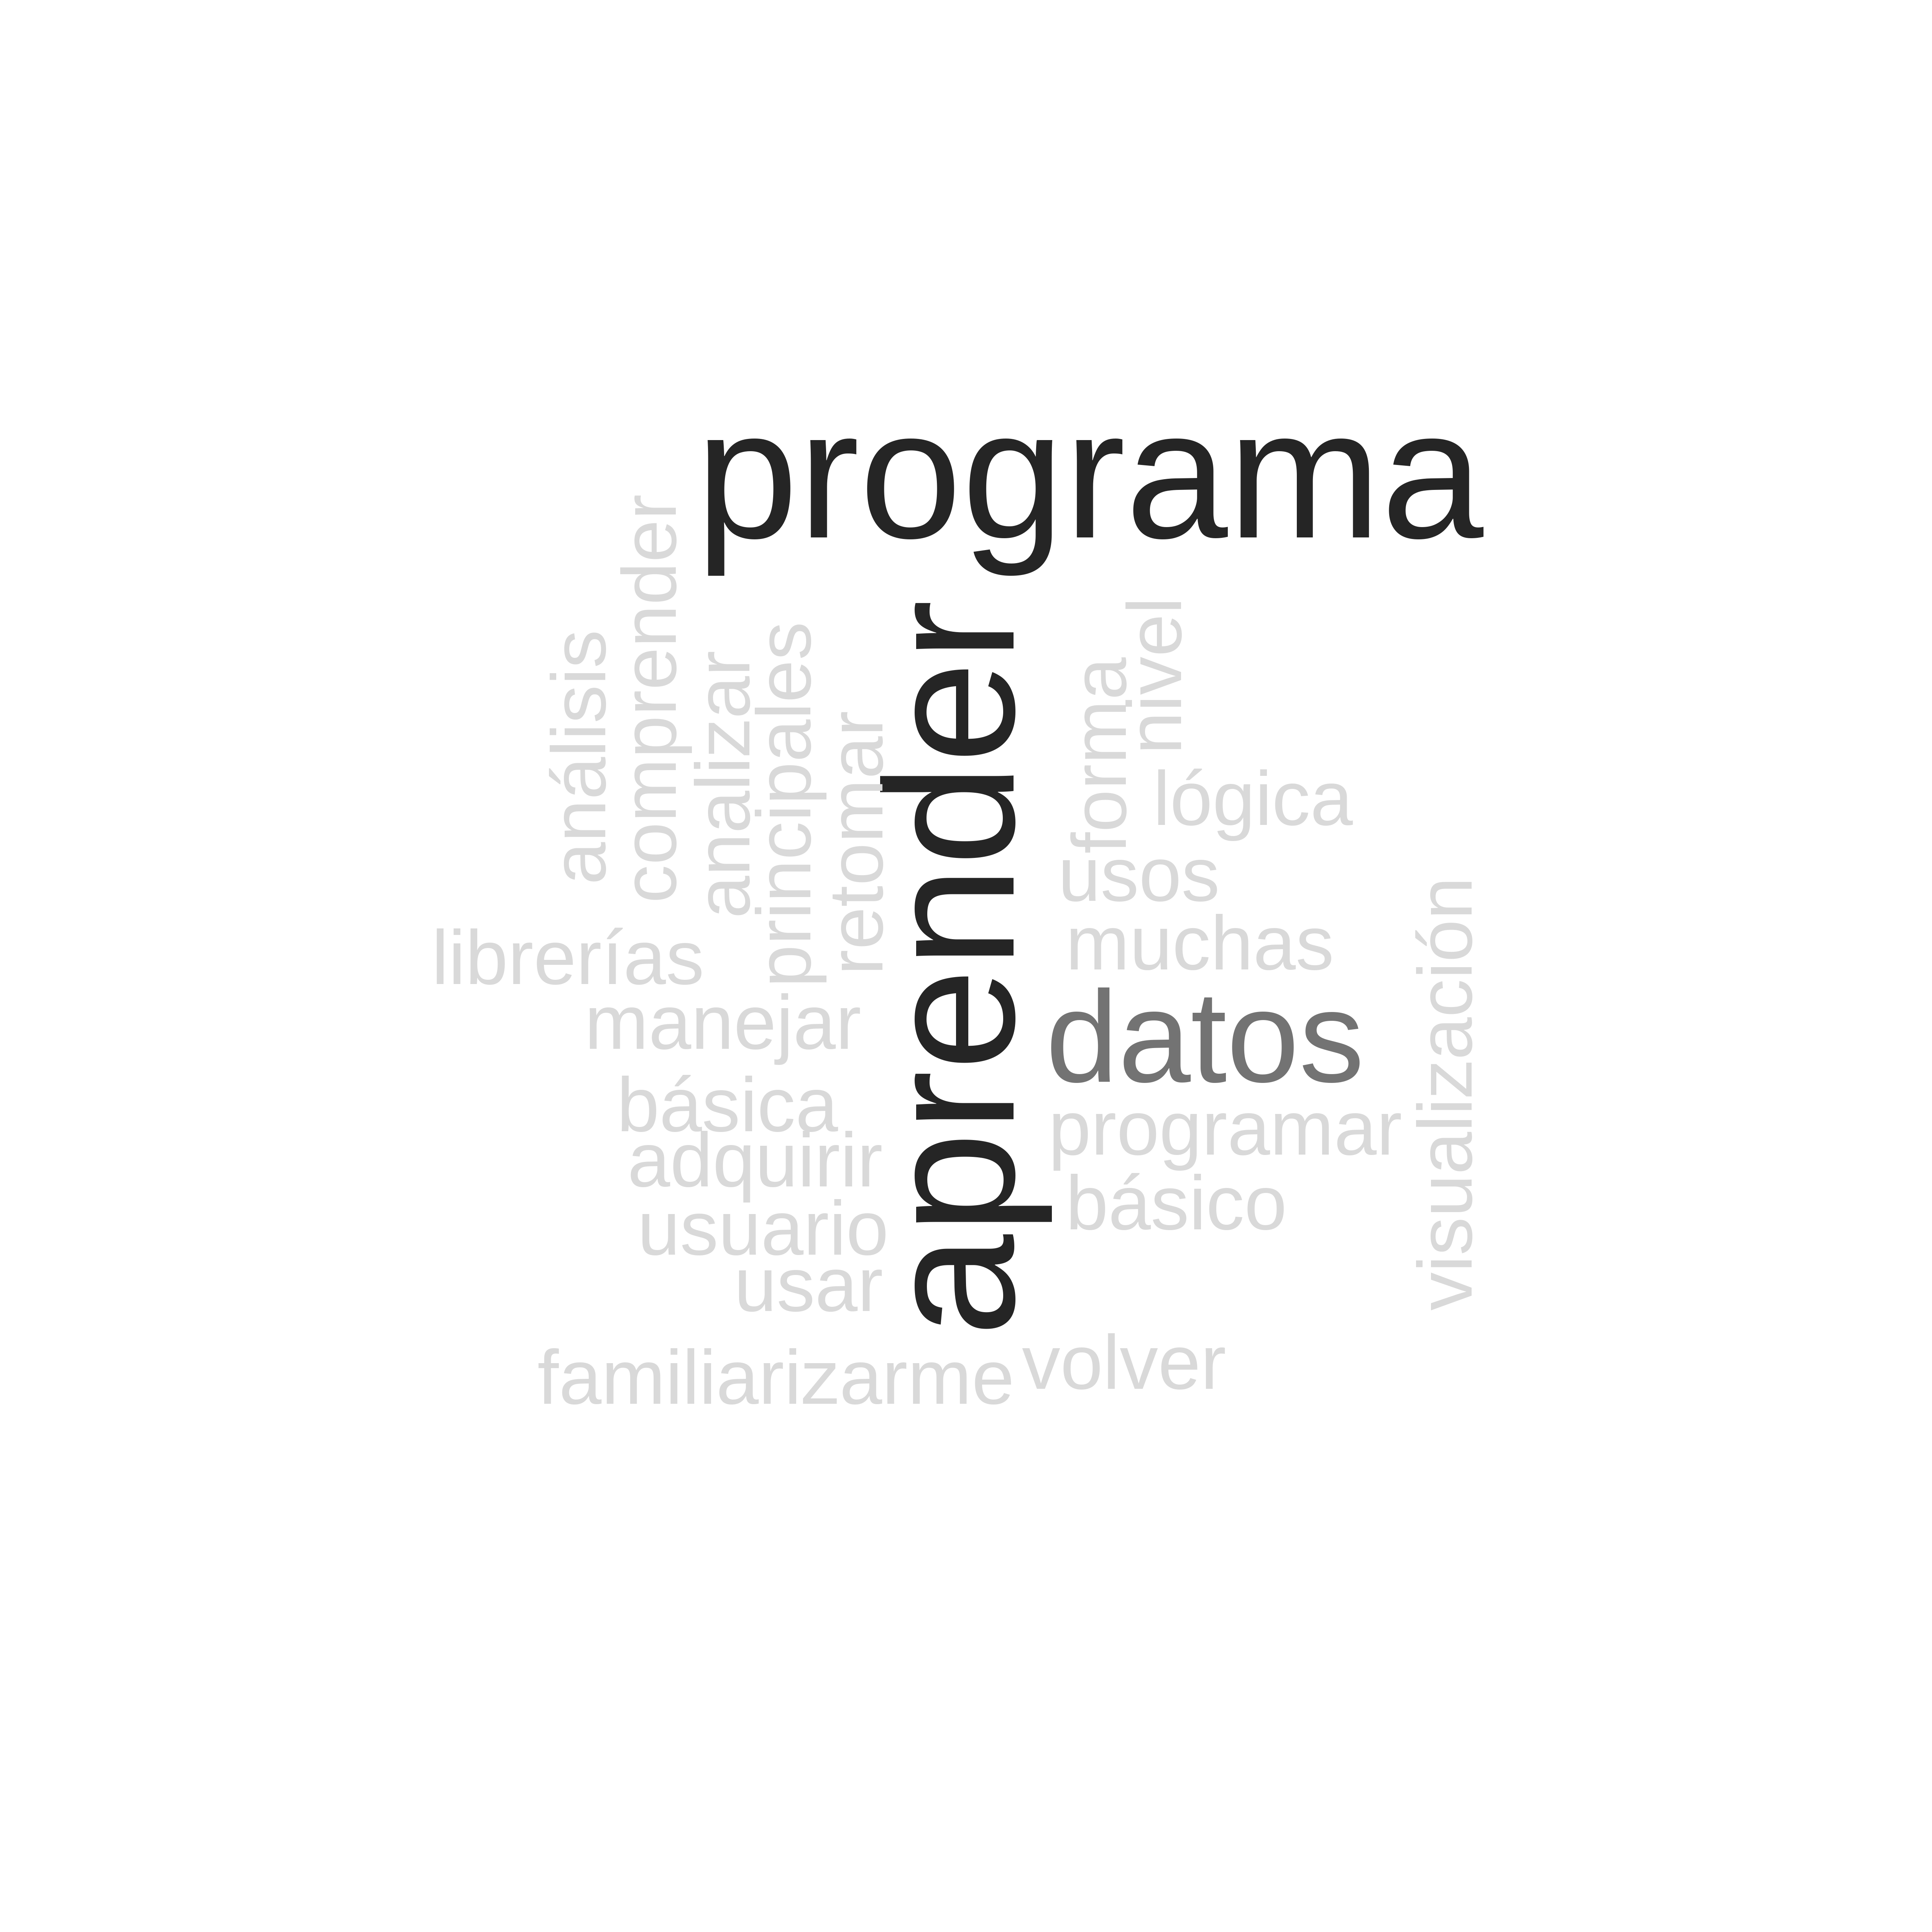 programa
aprender
comprender
análisis
analizar
principales
retomar
forma
nivel
lógica
usos
muchas
librerías
manejar
datos
visualización
básica
programar
adquirir
básico
usuario
usar
familiarizarme
volver